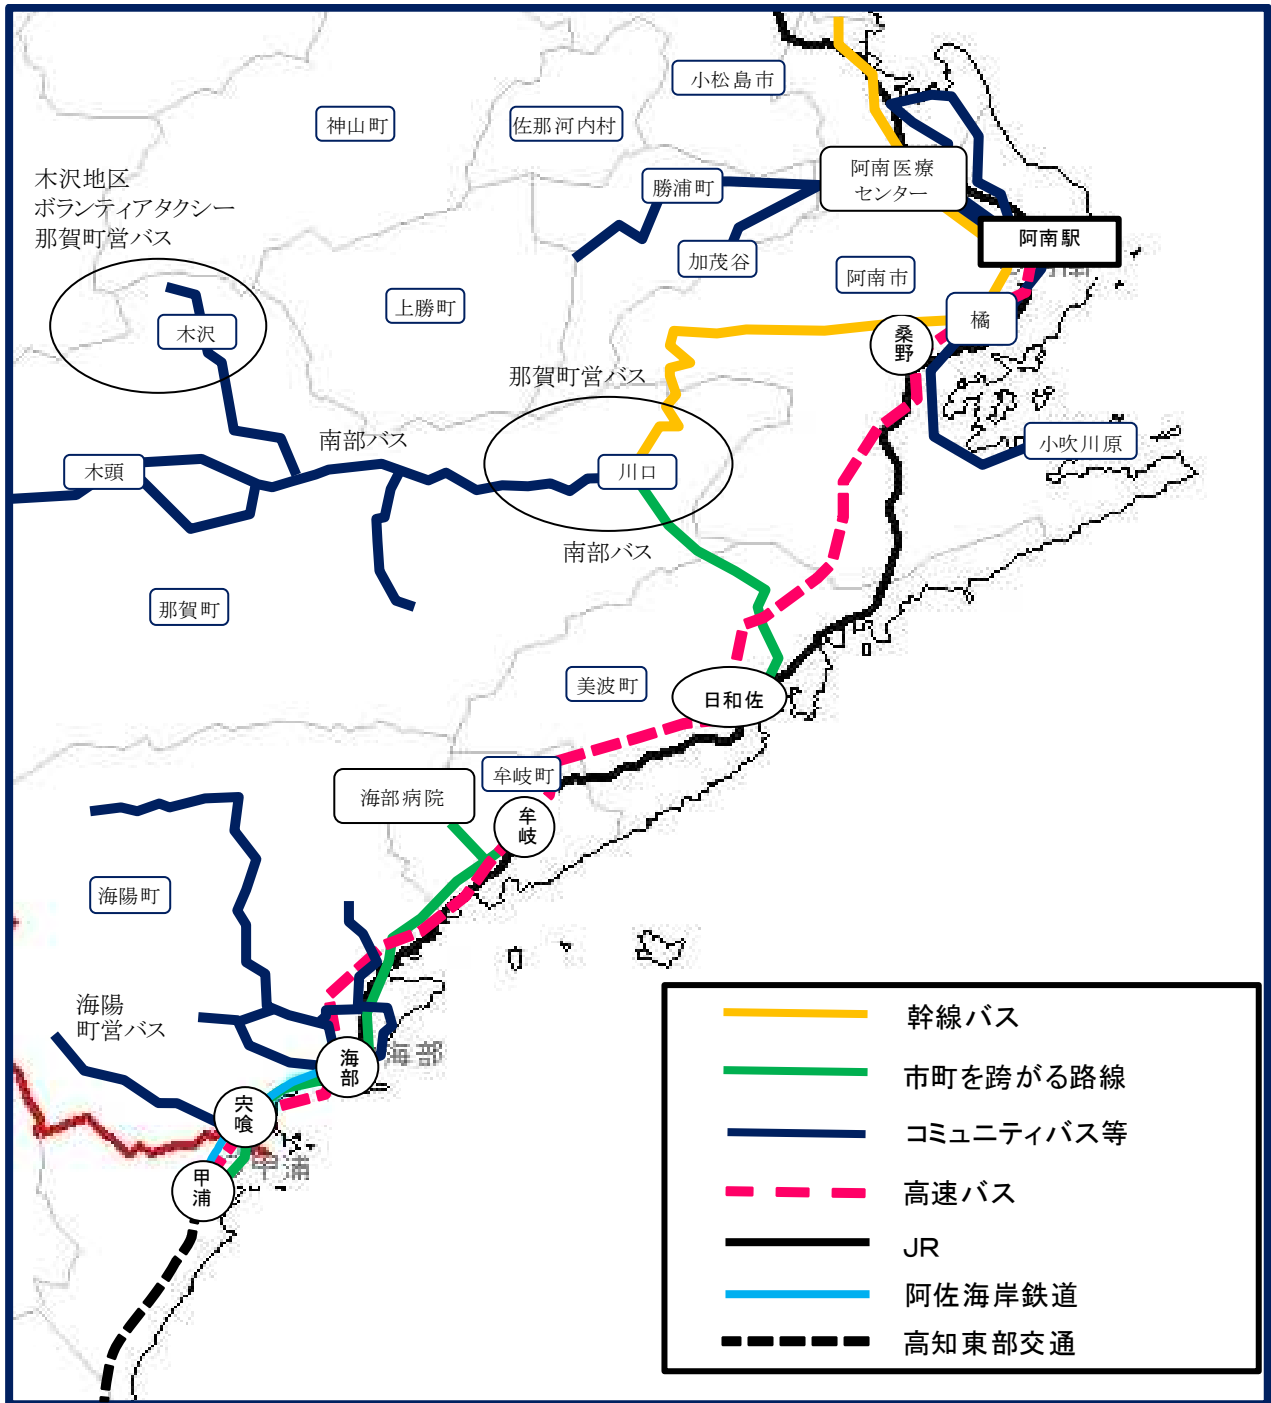 小松島市
神山町
佐那河内村
阿南医療
センター
木沢地区
ボランティアタクシー
那賀町営バス
勝浦町
阿南駅
加茂谷
阿南市
上勝町
橘
木沢
桑野
那賀町営バス
南部バス
小吹川原
木頭
川口
南部バス
那賀町
美波町
日和佐
牟岐町
海部病院
牟岐
海陽町
海陽
町営バス
海部
海部
宍喰
甲浦
甲浦
幹線バス
市町を跨がる路線
コミュニティバス等
高速バス
JR
阿佐海岸鉄道
高知東部交通